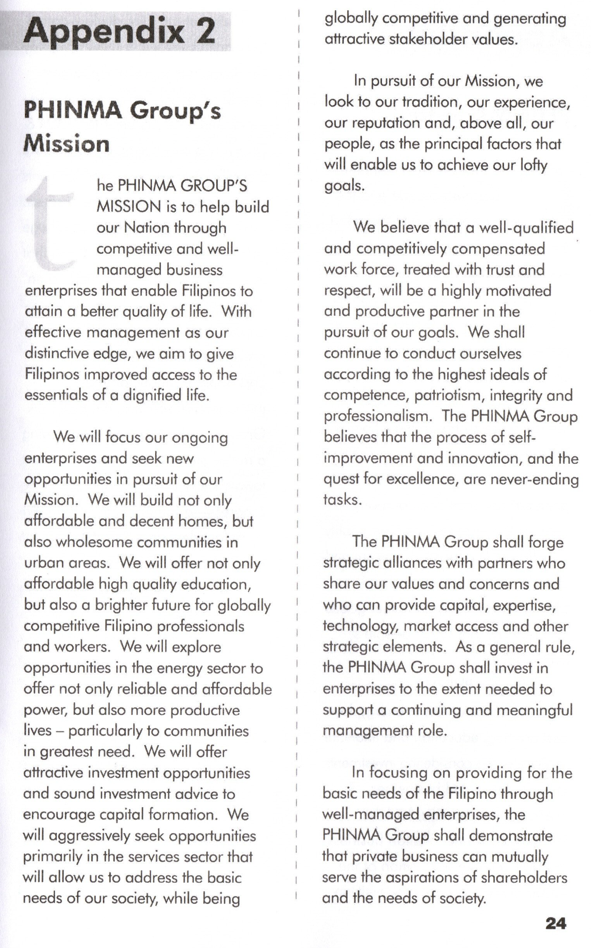 Appendix 2
PHINMA Group's
Mission
the PHINMA GROUP'S
MISSION is to help build
our Nation through
competitive and well-
managed business
enterprises that enable Filipinos to
attain a better quality of life. With
effective management as our
distinctive edge, we aim to give
Filipinos improved access to the
essentials of a dignified life.
We will focus our ongoing
enterprises and seek new
opportunities in pursuit of our
Mission. We will build not only
affordable and decent homes, but
also wholesome communities in
urban areas. We will offer not only
affordable high quality education,
but also a brighter future for globally
competitive Filipino professionals
and workers. We will explore
opportunities in the energy sector to
offer not only reliable and affordable
power, but also more productive
lives – particularly to communities
in greatest need. We will offer
attractive investment opportunities
and sound investment advice to
encourage capital formation. We
will aggressively seek opportunities
primarily in the services sector that
will allow us to address the basic
needs of our society, while being
globally competitive and generating
attractive stakeholder values.
In pursuit of our Mission, we
look to our tradition, our experience,
our reputation and, above all, our
people, as the principal factors that
will enable us to achieve our lofty
goals.
We believe that a well-qualified
and competitively compensated
work force, treated with trust and
respect, will be a highly motivated
and productive partner in the
pursuit of our goals. We shall
continue to conduct ourselves
according to the highest ideals of
competence, patriotism, integrity and
professionalism. The PHINMA Group
believes that the process of self-
improvement and innovation, and the
quest for excellence, are never-ending
tasks.
The PHINMA Group shall forge
strategic alliances with partners who
share our values and concerns and
who can provide capital, expertise,
technology, market access and other
strategic elements. As a general rule,
the PHINMA Group shall invest in
enterprises to the extent needed to
support a continuing and meaningful
management role.
In focusing on providing for the
basic needs of the Filipino through
well-managed enterprises, the
PHINMA Group shall demonstrate
that private business can mutually
serve the aspirations of shareholders
and the needs of society.
24